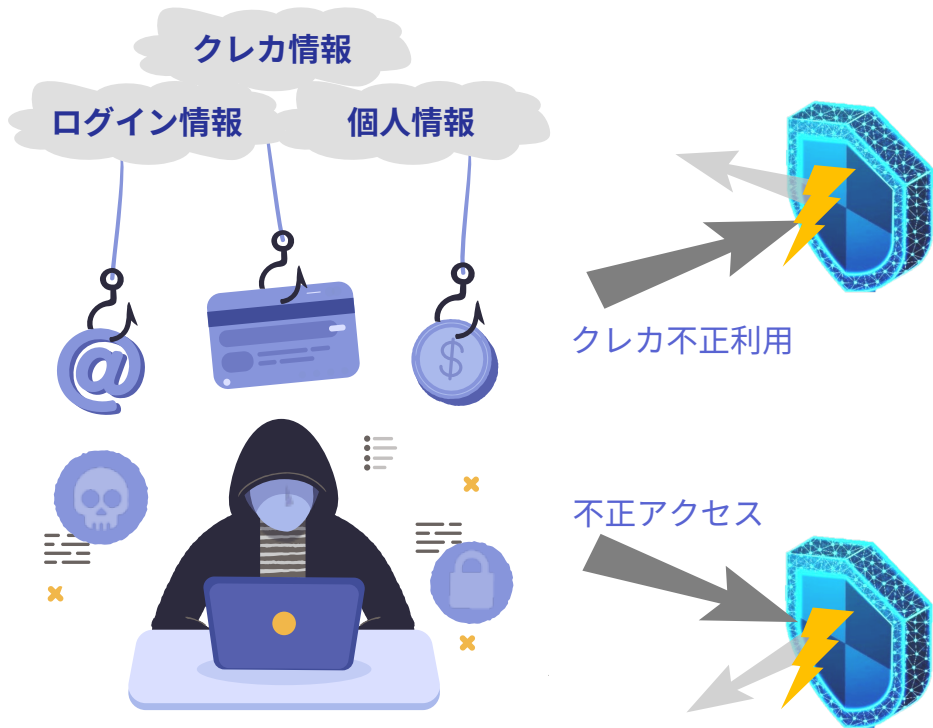 クレカ情報
ログイン情報
個人情報
クレカ不正利用
不正アクセス